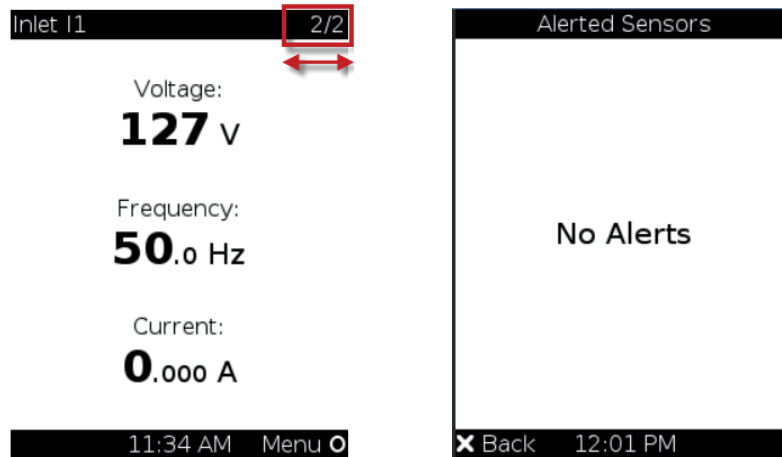 Inlet I1 2/2
Voltage:
127 V
Frequency:
50.0 Hz
Current:
0.000 A
11:34 AM Menu
Alerted Sensors
No Alerts
Back 12:01 PM